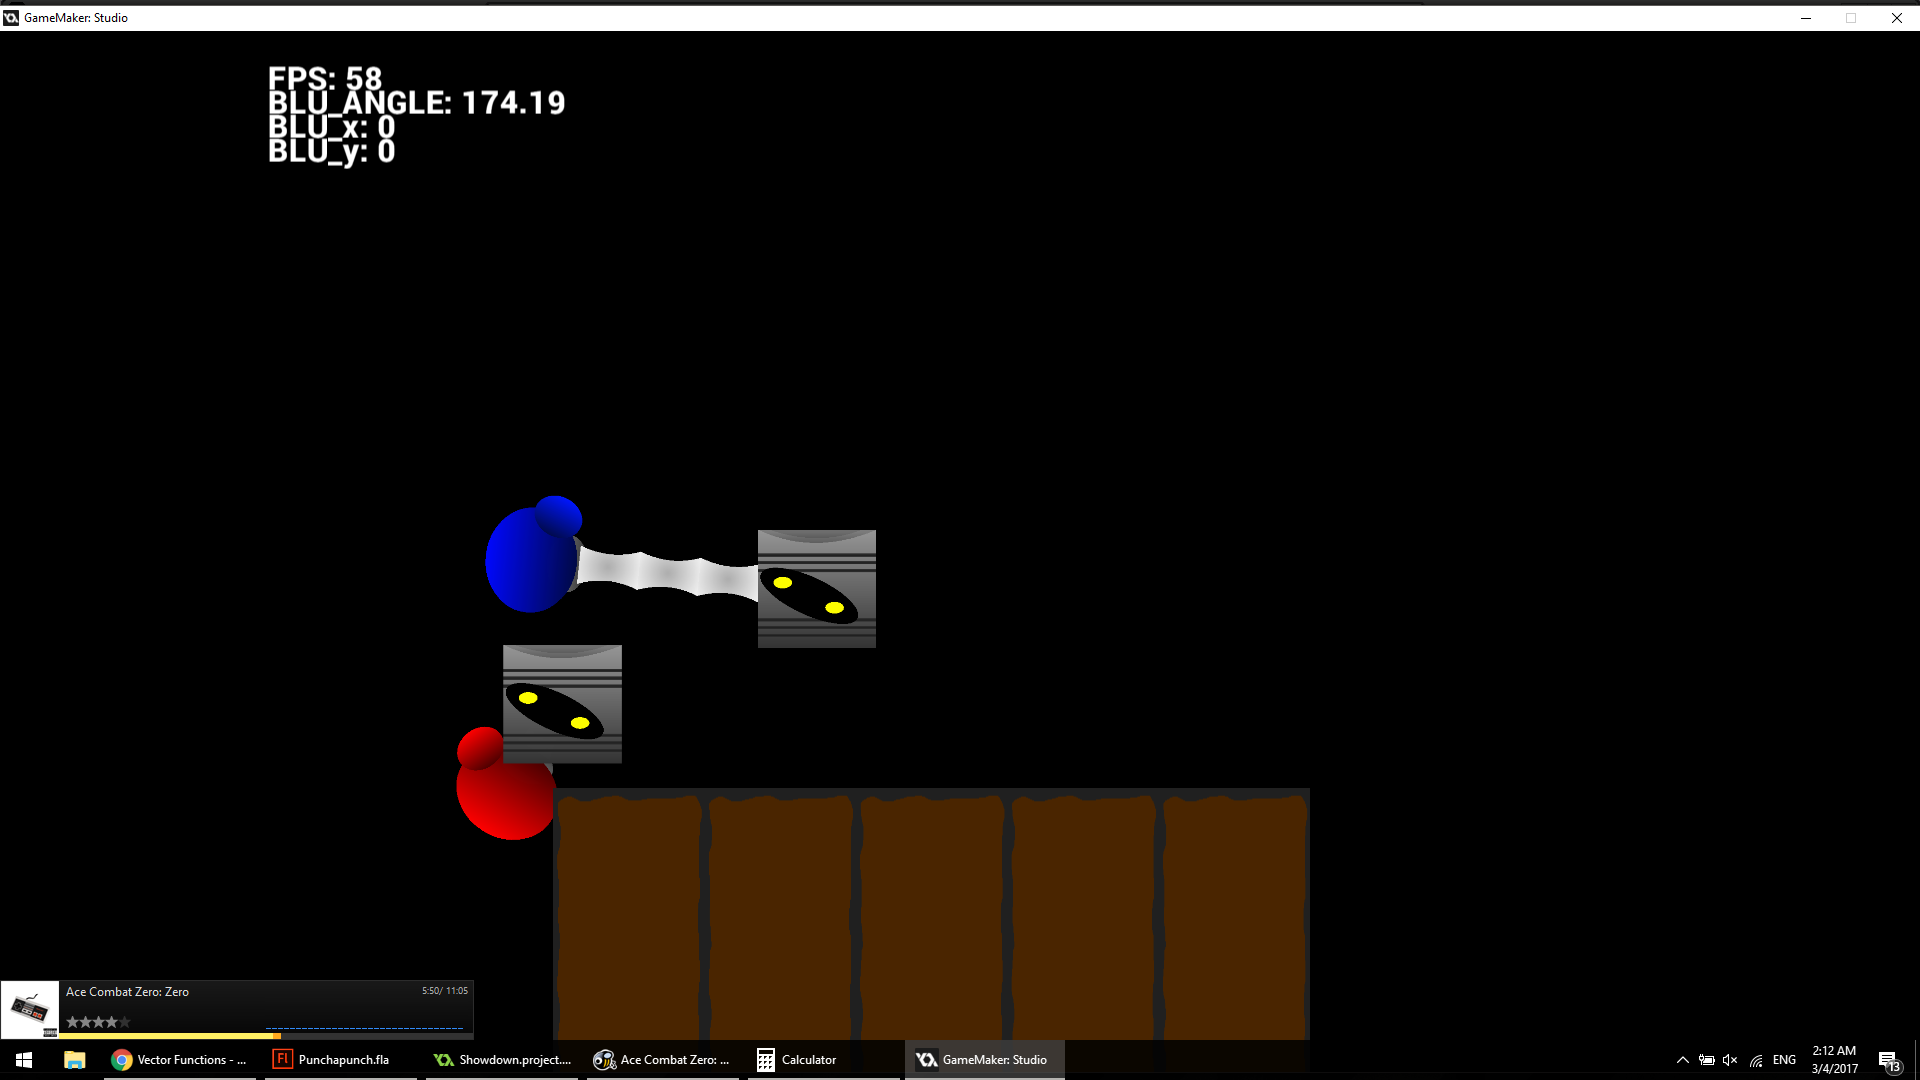 GameMaker: Studio
FPS: 58
BLU_ANGLE: 174.19
BLU_x: 0
BLU_y: 0
Ace Combat Zero: Zero
5:50/ 11:05
Vector Functions - ...
Fl
Punchapunch.fla
Showdown.project....
Ace Combat Zero: ...
Calculator
GameMaker: Studio
ENG
2:12 AM
3/4/2017
13